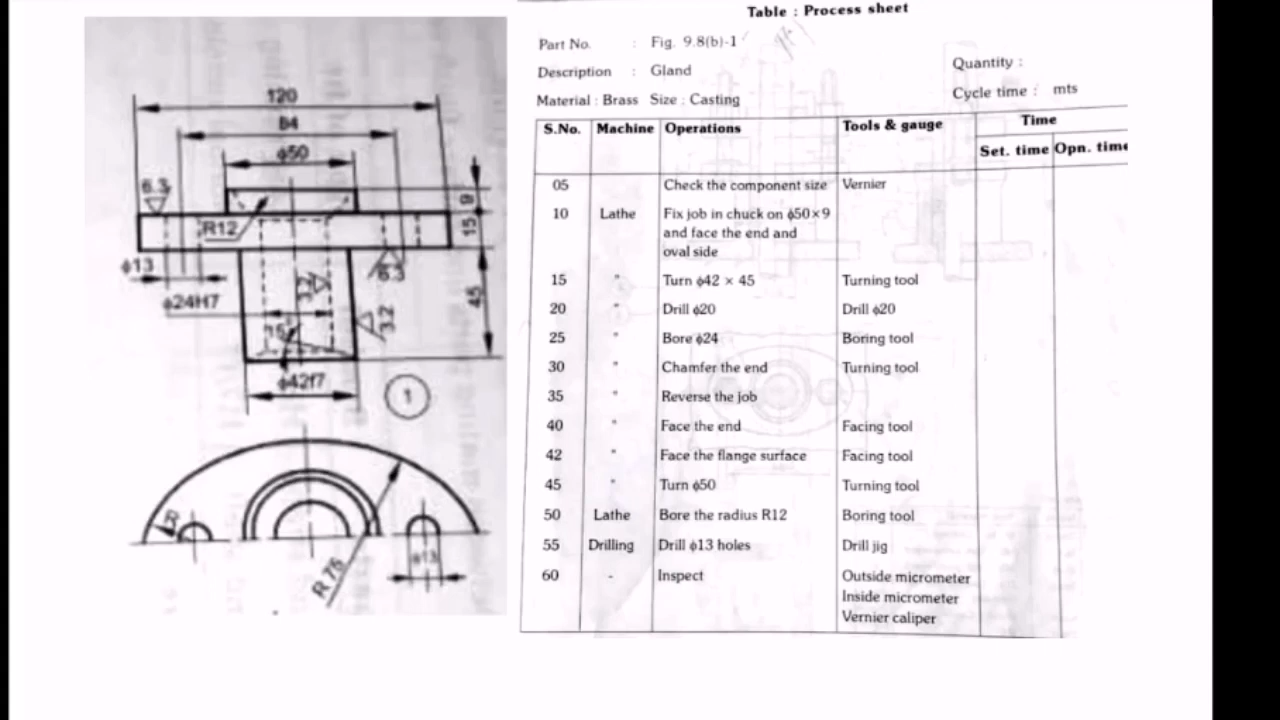 120
84
ϕ50
6.3
9
R12
15
ϕ13
6.3
ϕ24H7
3.2
45
15°
3.2
ϕ42f7
1
R
ϕ13
R 75
Table : Process sheet
Part No. : Fig. 9.8(b)-1
Quantity :
Description : Gland
Cycle time : mts
Material : Brass Size : Casting
S.No. Machine Operations Tools & gauge Time
Set. time Opn. time
05 Check the component size Vernier
10 Lathe Fix job in chuck on ϕ50×9
and face the end and
oval side
15 " Turn ϕ42 × 45 Turning tool
20 " Drill ϕ20 Drill ϕ20
25 " Bore ϕ24 Boring tool
30 " Chamfer the end Turning tool
35 " Reverse the job
40 " Face the end Facing tool
42 " Face the flange surface Facing tool
45 " Turn ϕ50 Turning tool
50 Lathe Bore the radius R12 Boring tool
55 Drilling Drill ϕ13 holes Drill jig
60 - Inspect Outside micrometer
Inside micrometer
Vernier caliper